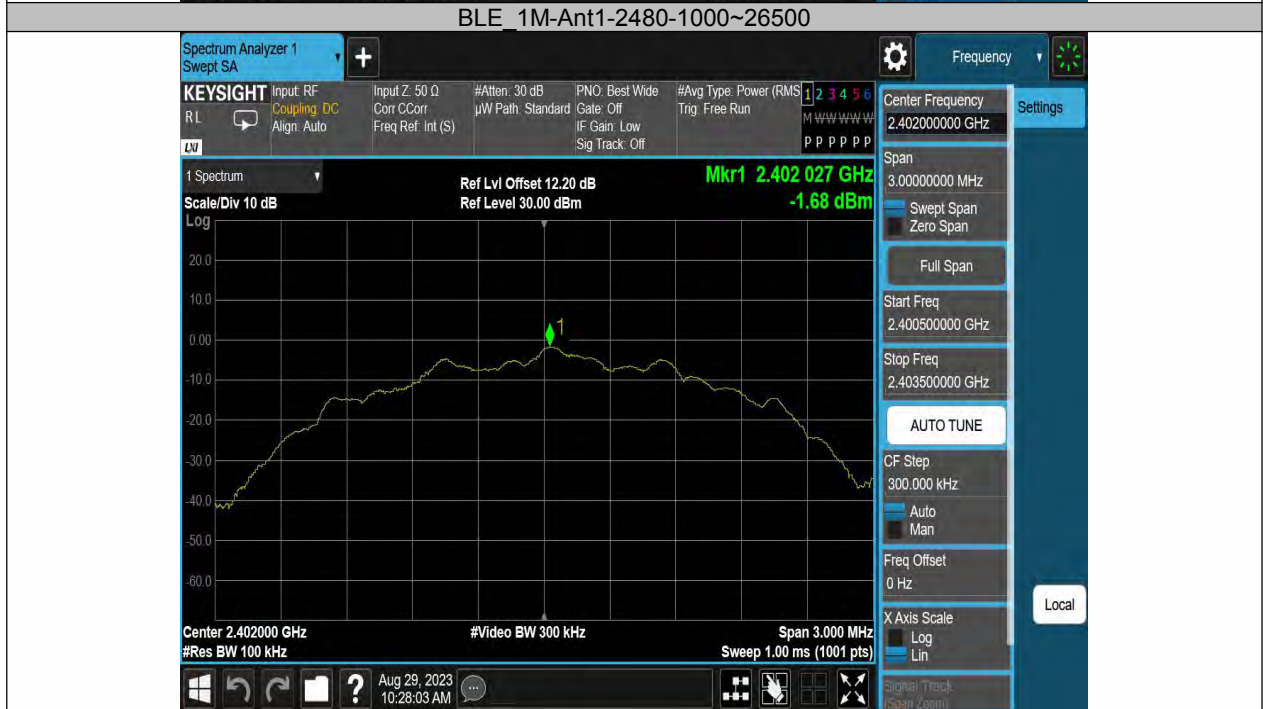 BLE_1M-Ant1-2480-1000~26500
Spectrum Analyzer 1
Swept SA
+
Frequency
KEYSIGHT
RL
LXI
Input: RF
Coupling: DC
Align: Auto
Input Z: 50 Ω
Corr CCorr
Freq Ref: Int (S)
#Atten: 30 dB
µW Path: Standard
PNO: Best Wide
Gate: Off
IF Gain: Low
Sig Track: Off
#Avg Type: Power (RMS
Trig: Free Run
1 2 3 4 5 6
M W W W W W
P P P P P P
Center Frequency
2.402000000 GHz
Settings
Span
3.00000000 MHz
Swept Span
Zero Span
Full Span
Start Freq
2.400500000 GHz
Stop Freq
2.403500000 GHz
AUTO TUNE
CF Step
300.000 kHz
Auto
Man
Freq Offset
0 Hz
X Axis Scale
Log
Lin
Signal Track
(Span Zoom)
Local
1 Spectrum
Scale/Div 10 dB
Ref Lvl Offset 12.20 dB
Ref Level 30.00 dBm
Mkr1 2.402 027 GHz
-1.68 dBm
Log
20.0
10.0
0.00
-10.0
-20.0
-30.0
-40.0
-50.0
-60.0
1
Center 2.402000 GHz
#Res BW 100 kHz
#Video BW 300 kHz
Span 3.000 MHz
Sweep 1.00 ms (1001 pts)
?
Aug 29, 2023
10:28:03 AM